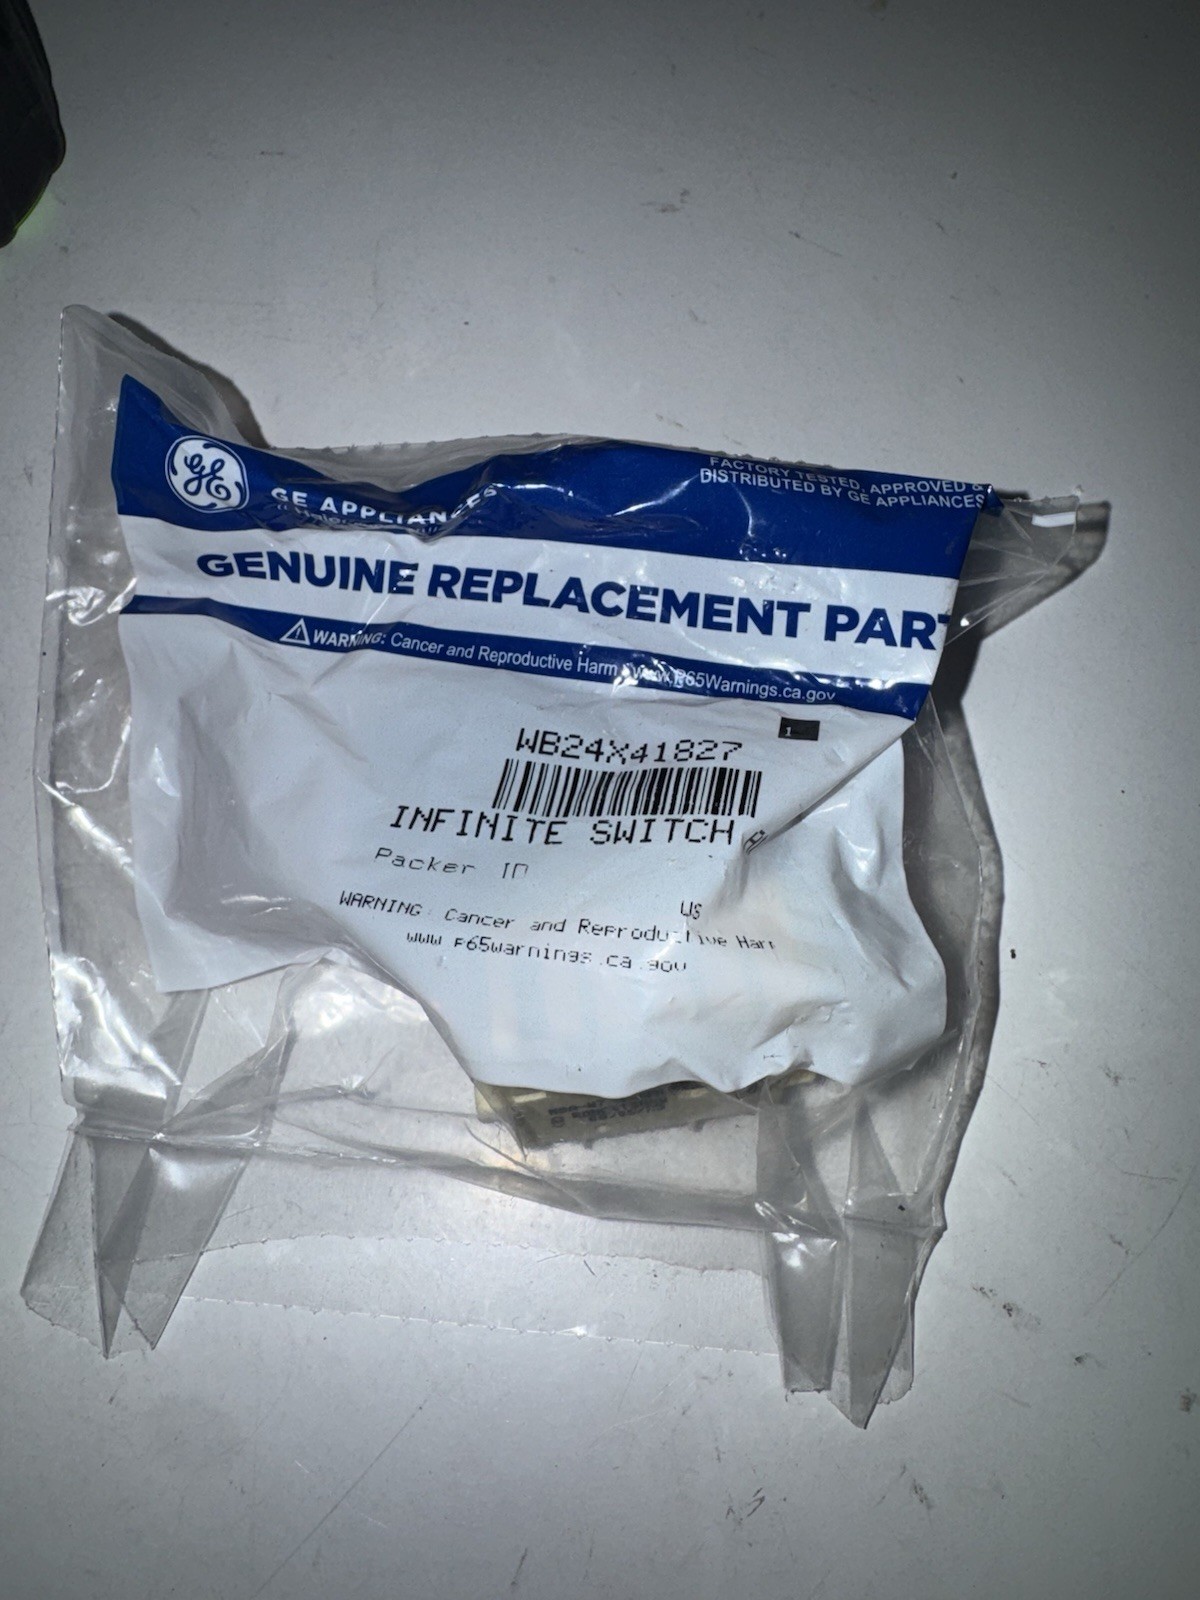 GE
GE APPLIANCES
FACTORY TESTED, APPROVED &
DISTRIBUTED BY GE APPLIANCES
GENUINE REPLACEMENT PART
WARNING: Cancer and Reproductive Harm - www.P65Warnings.ca.gov
1
WB24X41827
INFINITE SWITCH
Packer ID
US
WARNING: Cancer and Reproductive Harm
www.p65warnings.ca.gov